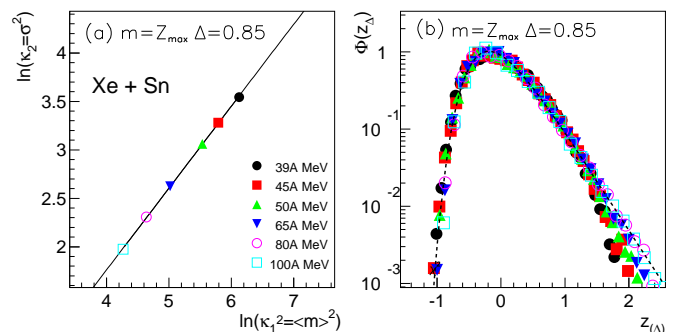 (a) m=Z_max Δ=0.85
ln(κ₂=σ²)
Xe + Sn
4
3.5
3
2.5
2
39A MeV
45A MeV
50A MeV
65A MeV
80A MeV
100A MeV
4
5
6
7
ln(κ₁²=<m>²)
(b) m=Z_max Δ=0.85
Φ(z_Δ)
1
10⁻¹
10⁻²
10⁻³
-1
0
1
2
z_(Δ)